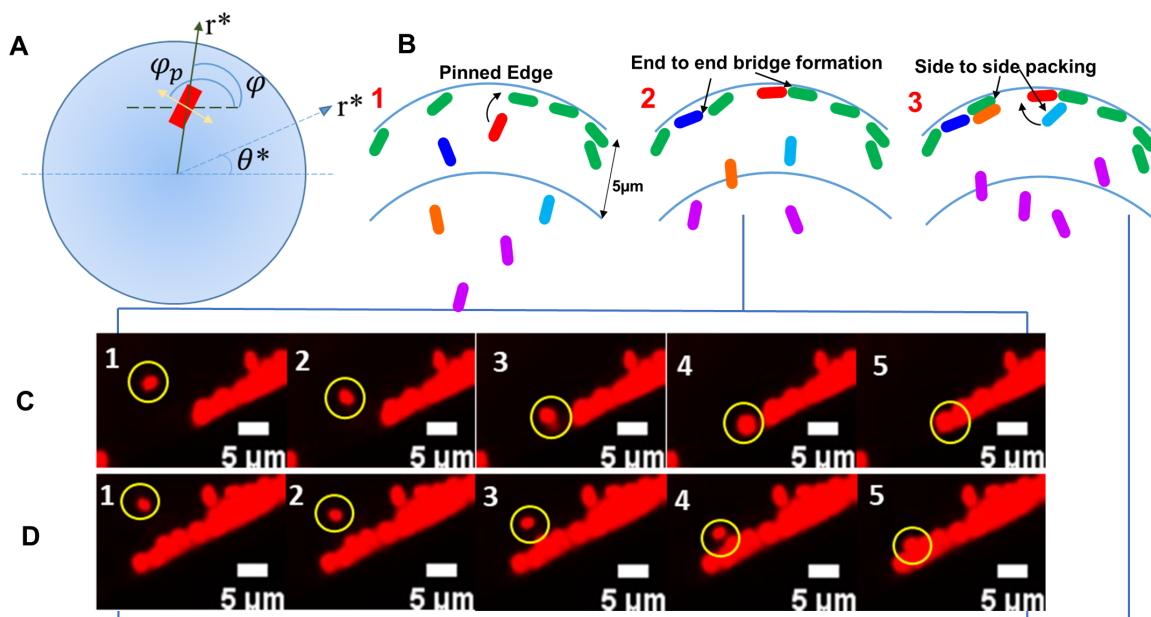 A
r*
φ_p
φ
r*
θ*
B
Pinned Edge
1
5μm
End to end bridge formation
2
Side to side packing
3
C
1
2
3
4
5
5 μm
5 μm
5 μm
5 μm
5 μm
D
1
2
3
4
5
5 μm
5 μm
5 μm
5 μm
5 μm